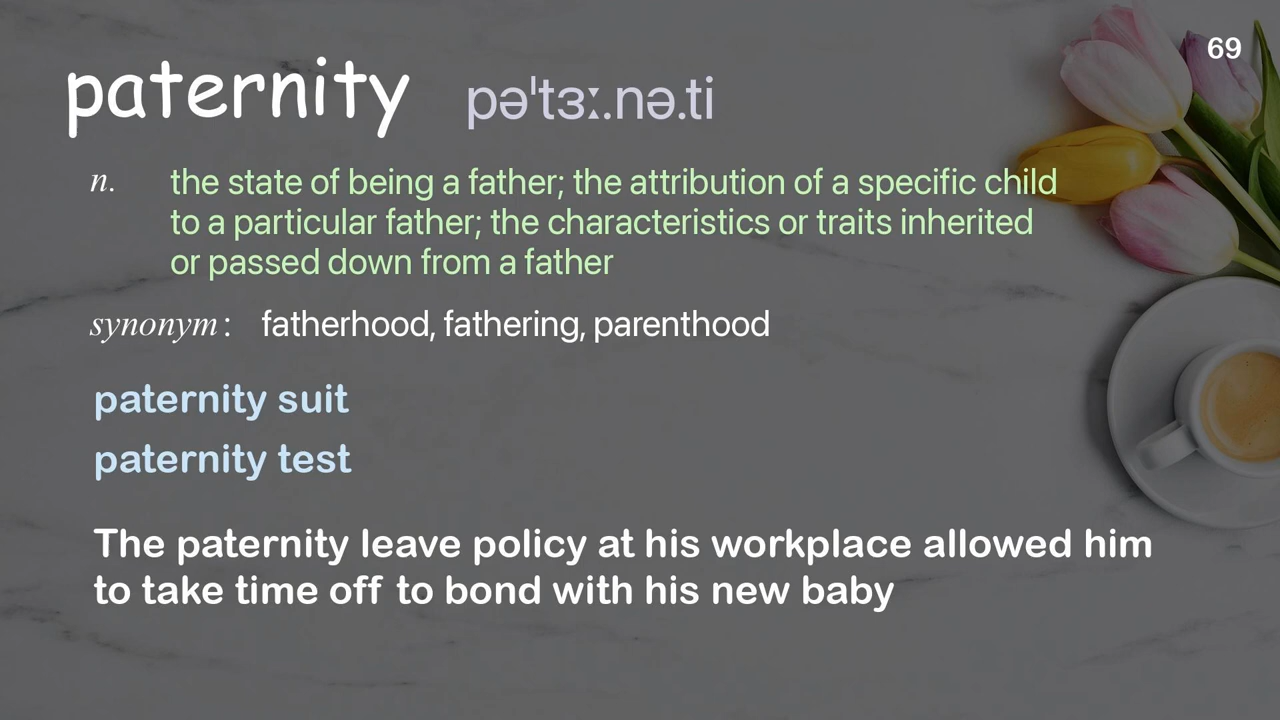 69
paternity pəˈtɜː.nə.ti
n. the state of being a father; the attribution of a specific child
to a particular father; the characteristics or traits inherited
or passed down from a father
synonym: fatherhood, fathering, parenthood
paternity suit
paternity test
The paternity leave policy at his workplace allowed him
to take time off to bond with his new baby